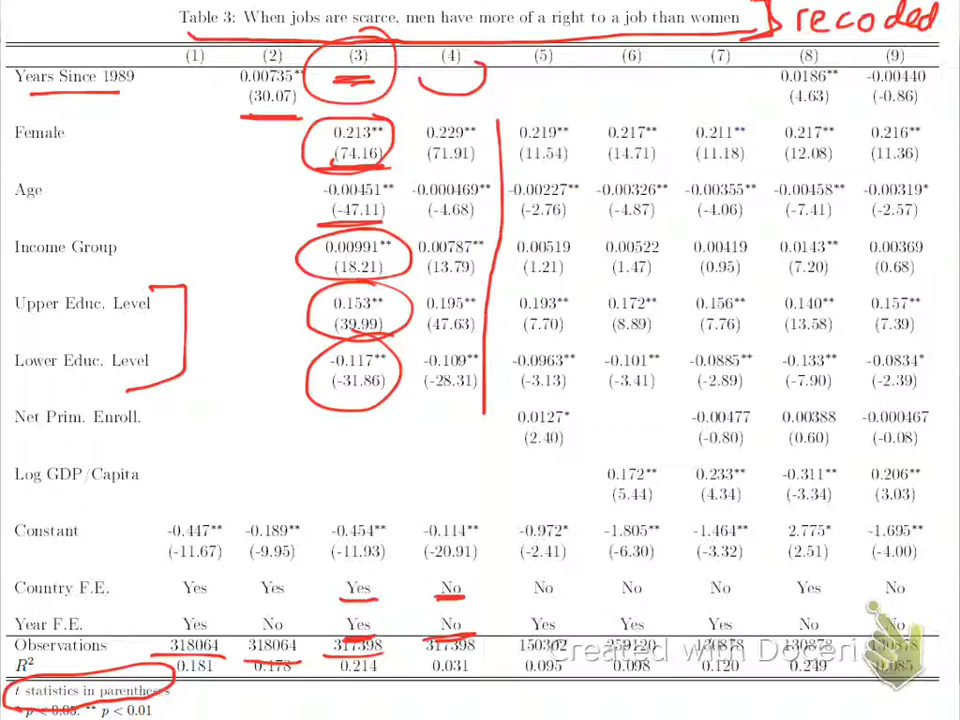 Table 3: When jobs are scarce, men have more of a right to a job than women recoded
(1) (2) (3) (4) (5) (6) (7) (8) (9)
Years Since 1989 0.00735** 0.0186** -0.00440
(30.07) (4.63) (-0.86)
Female 0.213** 0.229** 0.219** 0.217** 0.211** 0.217** 0.216**
(74.16) (71.91) (11.54) (14.71) (11.18) (12.08) (11.36)
Age -0.00451** -0.000469** -0.00227** -0.00326** -0.00355** -0.00458** -0.00319*
(-47.11) (-4.68) (-2.76) (-4.87) (-4.06) (-7.41) (-2.57)
Income Group 0.00991** 0.00787** 0.00519 0.00522 0.00419 0.0143** 0.00369
(18.21) (13.79) (1.21) (1.47) (0.95) (7.20) (0.68)
Upper Educ. Level 0.153** 0.195** 0.193** 0.172** 0.156** 0.140** 0.157**
(39.99) (47.63) (7.70) (8.89) (7.76) (13.58) (7.39)
Lower Educ. Level -0.117** -0.109** -0.0963** -0.101** -0.0885** -0.133** -0.0834*
(-31.86) (-28.31) (-3.13) (-3.41) (-2.89) (-7.90) (-2.39)
Net Prim. Enroll. 0.0127* -0.00477 0.00388 -0.000467
(2.40) (-0.80) (0.60) (-0.08)
Log GDP/Capita 0.172** 0.233** -0.311** 0.206**
(5.44) (4.34) (-3.34) (3.03)
Constant -0.447** -0.189** -0.454** -0.114** -0.972* -1.805** -1.464** 2.775* -1.695**
(-11.67) (-9.95) (-11.93) (-20.91) (-2.41) (-6.30) (-3.32) (2.51) (-4.00)
Country F.E. Yes Yes Yes No No No No Yes No
Year F.E. Yes No Yes No Yes Yes Yes No No
Observations 318064 318064 317398 317398 150302 259120 130878 130878 130878
R² 0.181 0.178 0.214 0.031 0.095 0.098 0.120 0.249 0.085
Created with Doceri
t statistics in parentheses
* p < 0.05, ** p < 0.01